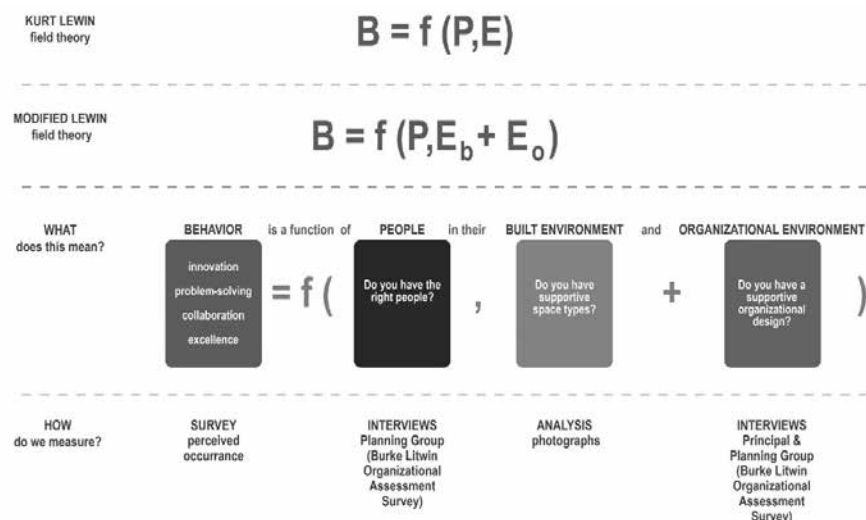 KURT LEWIN
field theory
B = f (P,E)
MODIFIED LEWIN
field theory
B = f (P,E_b + E_o)
WHAT
does this mean?
BEHAVIOR is a function of PEOPLE in their BUILT ENVIRONMENT and ORGANIZATIONAL ENVIRONMENT
innovation
problem-solving
collaboration
excellence
= f (
Do you have the
right people?
,
Do you have
supportive
space types?
+
Do you have a
supportive
organizational
design?
)
HOW
do we measure?
SURVEY
perceived
occurrance
INTERVIEWS
Planning Group
(Burke Litwin
Organizational
Assessment
Survey)
ANALYSIS
photographs
INTERVIEWS
Principal &
Planning Group
(Burke Litwin
Organizational
Assessment
Survey)